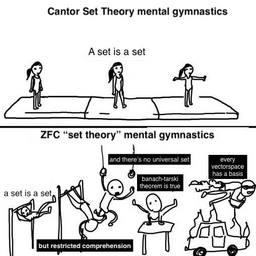 Cantor Set Theory mental gymnastics
A set is a set
ZFC “set theory” mental gymnastics
and there's no universal set
every
vectorspace
has a basis
banach-tarski
theorem is true
a set is a set
but restricted comprehension